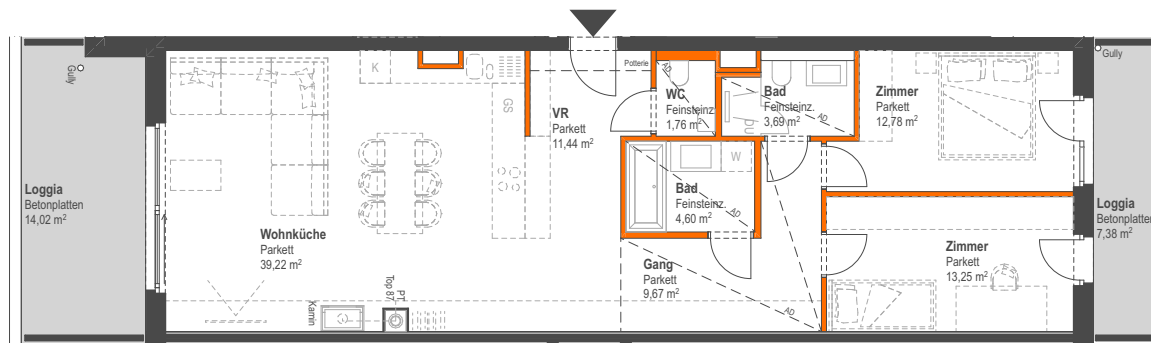 Gully
Loggia
Betonplatten
14,02 m²
K
GS
Wohnküche
Parkett
39,22 m²
Kamin
PT
Top 87
VR
Parkett
11,44 m²
Potterie
AD
WC
Feinsteinz.
1,76 m²
DU
Bad
Feinsteinz.
3,69 m²
AD
W
Bad
Feinsteinz.
4,60 m²
AD
Gang
Parkett
9,67 m²
AD
Zimmer
Parkett
12,78 m²
Zimmer
Parkett
13,25 m²
Gully
Loggia
Betonplatten
7,38 m²